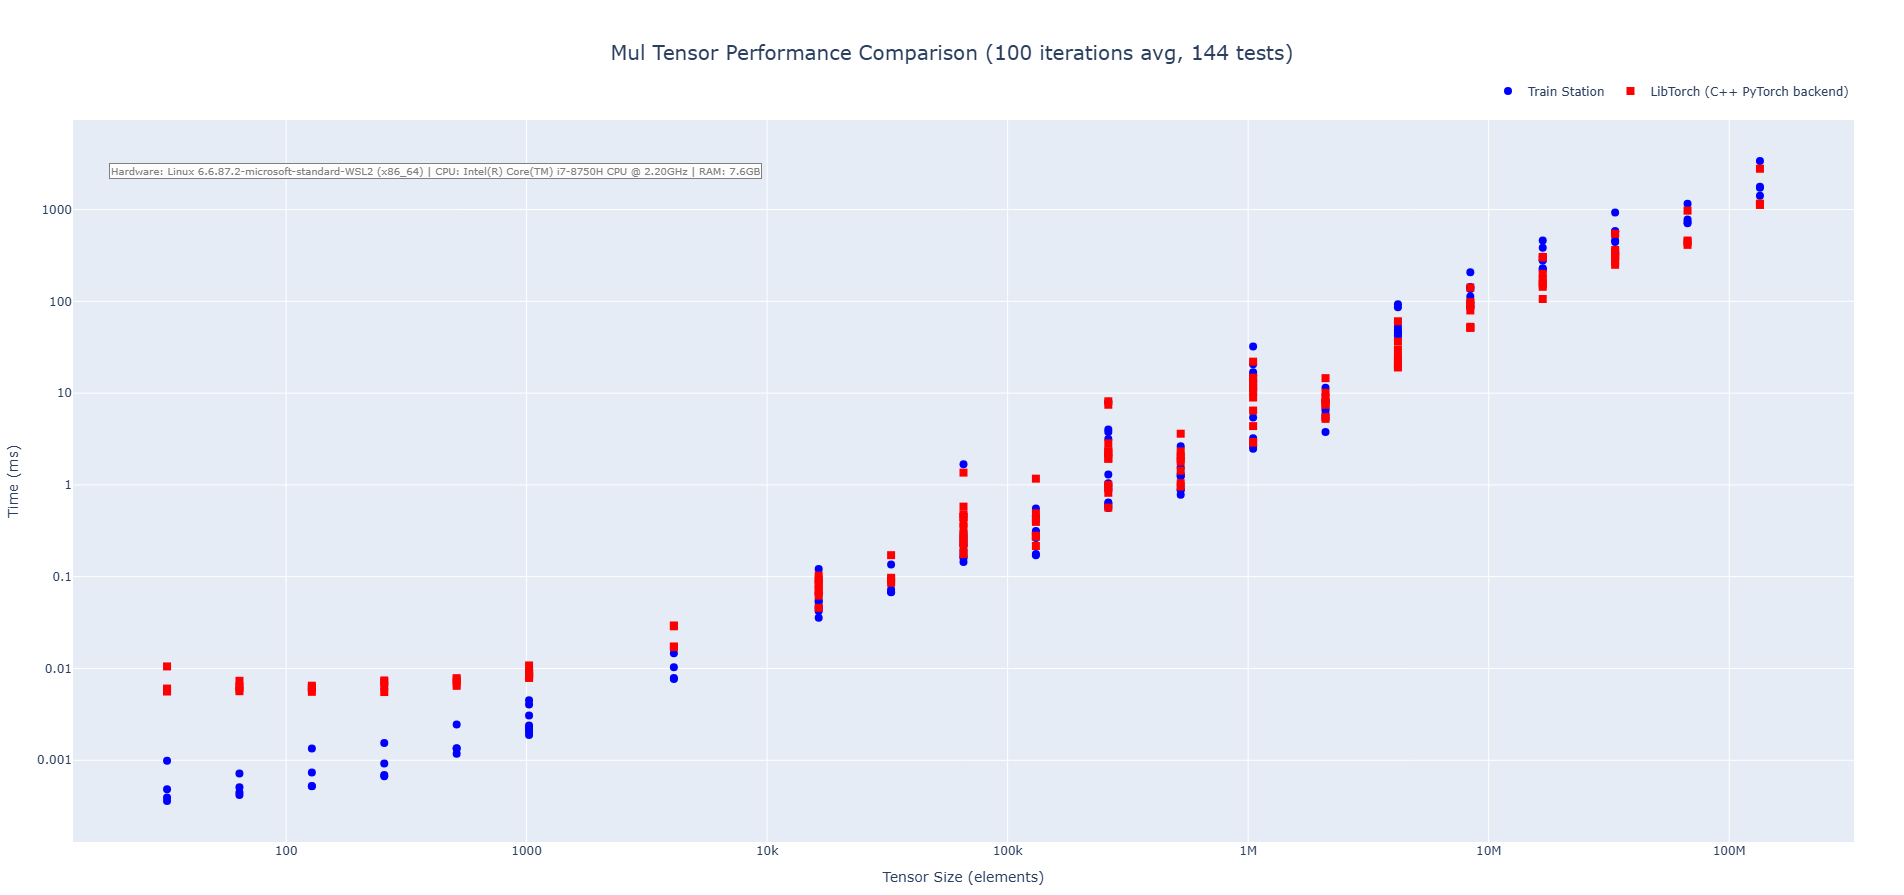 Mul Tensor Performance Comparison (100 iterations avg, 144 tests)
Train Station
LibTorch (C++ PyTorch backend)
Hardware: Linux 6.6.87.2-microsoft-standard-WSL2 (x86_64) | CPU: Intel(R) Core(TM) i7-8750H CPU @ 2.20GHz | RAM: 7.6GB
1000
100
10
1
0.1
0.01
0.001
Time (ms)
100
1000
10k
100k
1M
10M
100M
Tensor Size (elements)